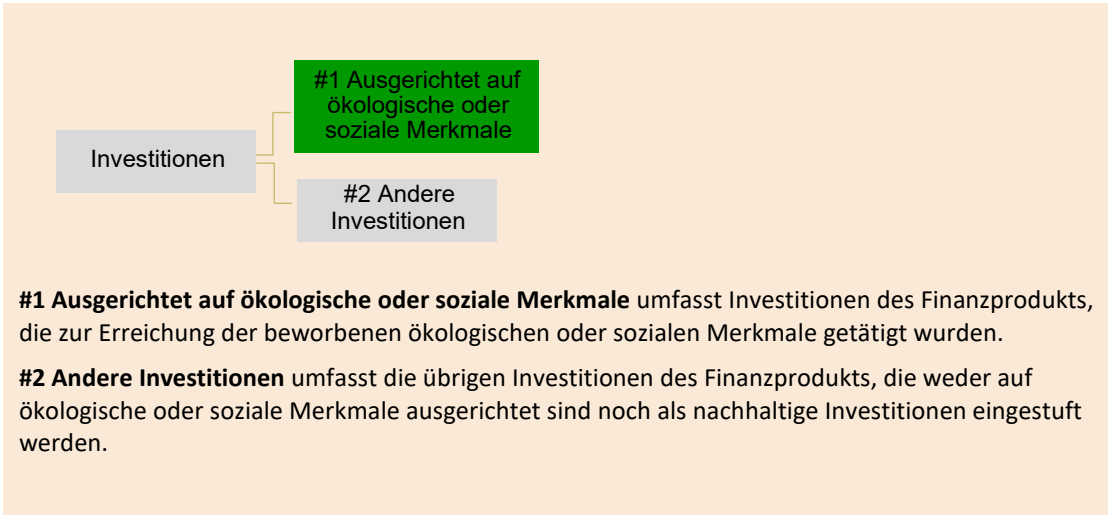 #1 Ausgerichtet auf
ökologische oder
soziale Merkmale
Investitionen
#2 Andere
Investitionen
#1 Ausgerichtet auf ökologische oder soziale Merkmale umfasst Investitionen des Finanzprodukts,
die zur Erreichung der beworbenen ökologischen oder sozialen Merkmale getätigt wurden.
#2 Andere Investitionen umfasst die übrigen Investitionen des Finanzprodukts, die weder auf
ökologische oder soziale Merkmale ausgerichtet sind noch als nachhaltige Investitionen eingestuft
werden.